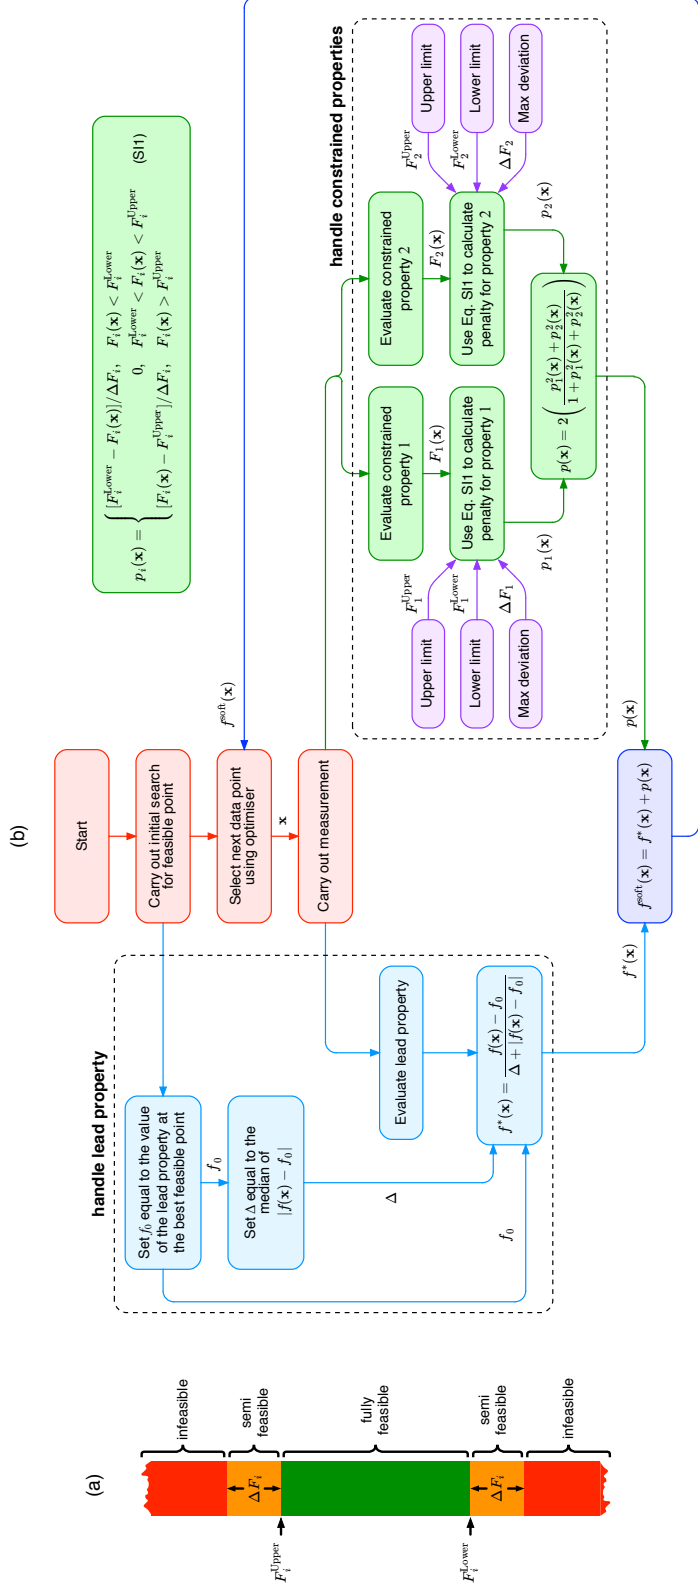 (a)
infeasible
semi
feasible
fully
feasible
semi
feasible
infeasible
ΔF_i
ΔF_i
F_i^Upper
F_i^Lower
(b)
handle lead property
Set f_0 equal to the value
of the lead property at
the best feasible point
f_0
Set Δ equal to the
median of
|f(x) − f_0|
Δ
f_0
Evaluate lead property
f*(x) = (f(x) − f_0) / (Δ + |f(x) − f_0|)
f*(x)
Start
Carry out initial search
for feasible point
Select next data point
using optimiser
x
Carry out measurement
f^soft(x)
f^soft(x) = f*(x) + p(x)
p(x)
p_i(x) = { [F_i^Lower − F_i(x)]/ΔF_i, F_i(x) < F_i^Lower
0, F_i^Lower < F_i(x) < F_i^Upper (SI1)
[F_i(x) − F_i^Upper]/ΔF_i, F_i(x) > F_i^Upper
handle constrained properties
Evaluate constrained
property 1
F_1(x)
Use Eq. SI1 to calculate
penalty for property 1
Upper limit
F_1^Upper
Lower limit
F_1^Lower
Max deviation
ΔF_1
p_1(x)
Evaluate constrained
property 2
F_2(x)
Use Eq. SI1 to calculate
penalty for property 2
F_2^Upper
Upper limit
F_2^Lower
Lower limit
ΔF_2
Max deviation
p_2(x)
p(x) = 2 ( (p_1^2(x) + p_2^2(x)) / (1 + p_1^2(x) + p_2^2(x)) )